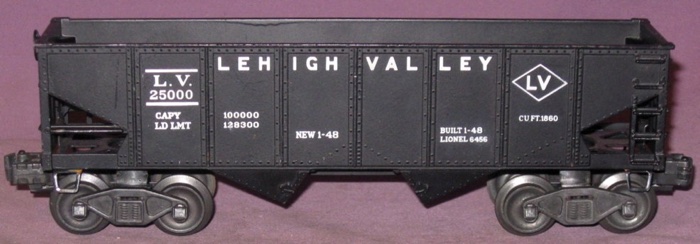 LEHIGH VALLEY
L.V.
25000
CAPY 100000
LD LMT 128300
NEW 1-48
BUILT 1-48
LIONEL 6456
LV
CU FT. 1860